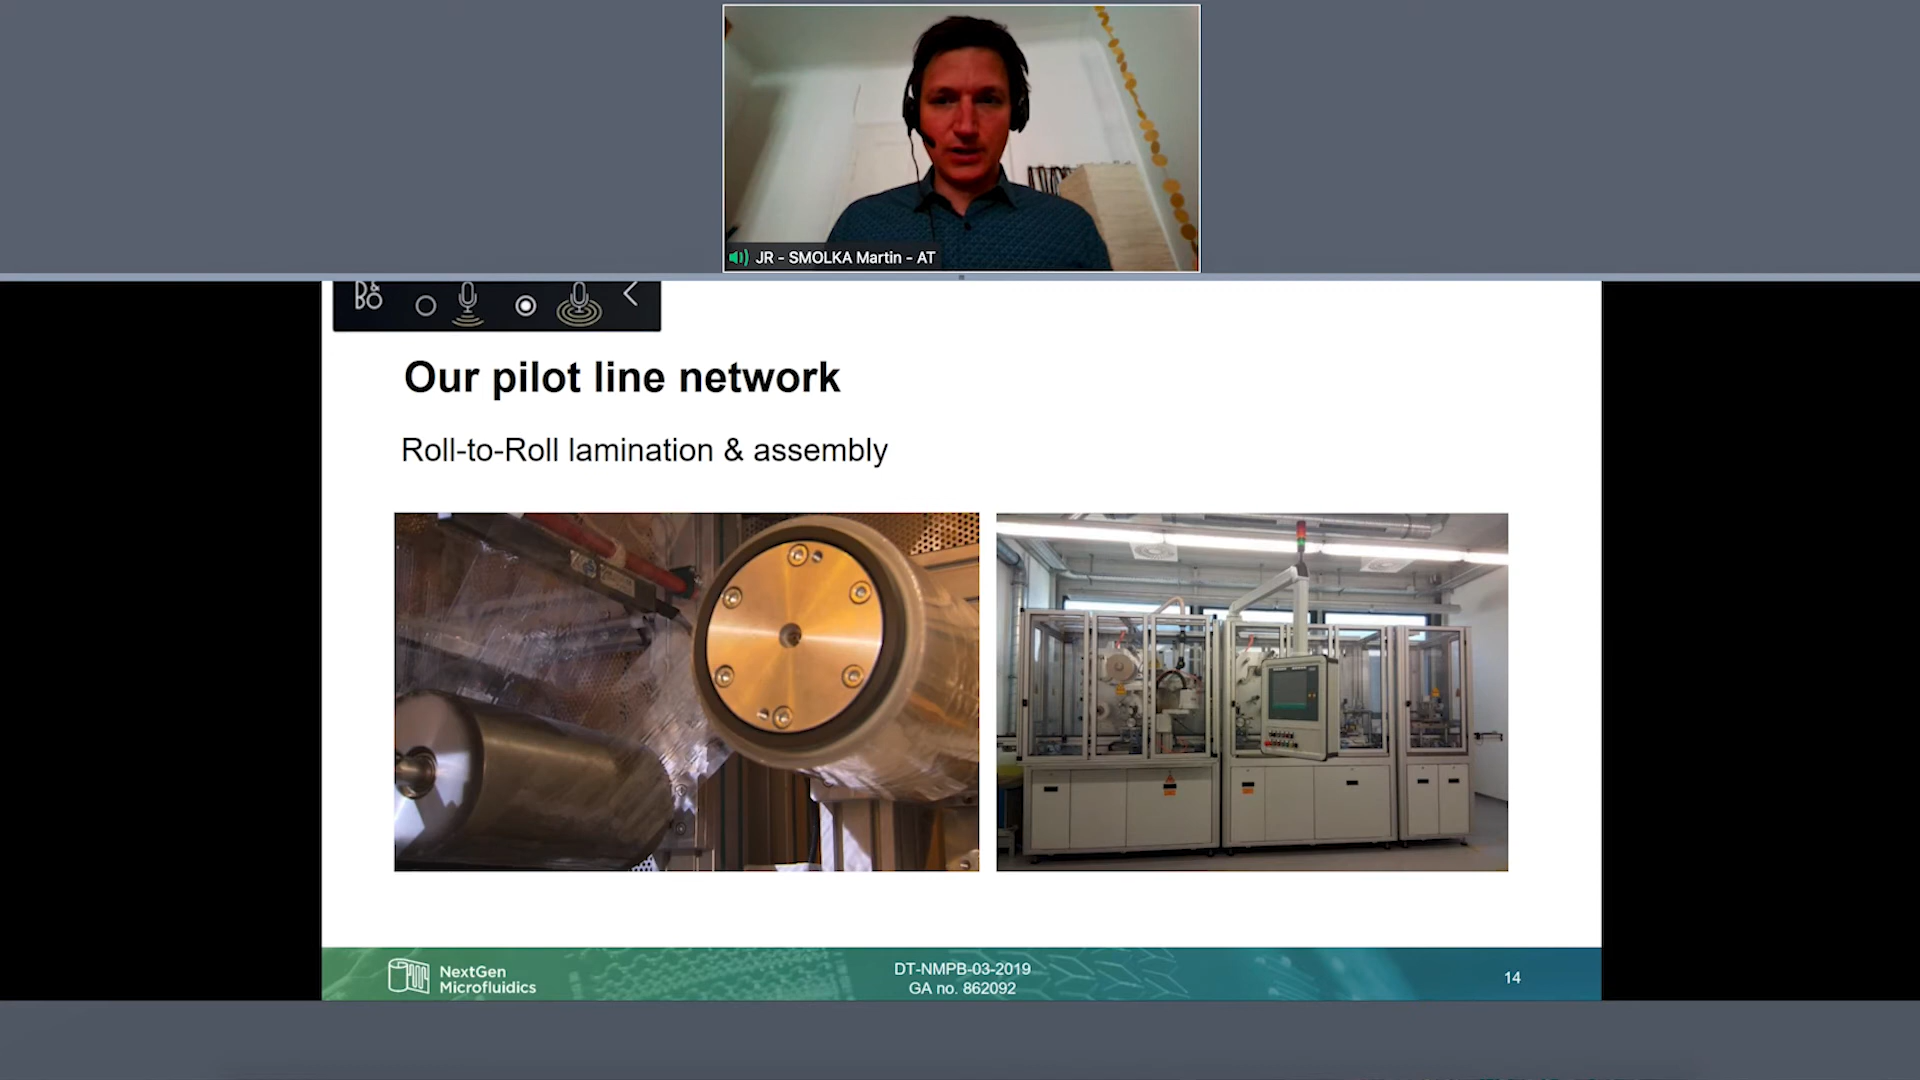 JR - SMOLKA Martin - AT
B&O
Our pilot line network
Roll-to-Roll lamination & assembly
NextGen
Microfluidics
DT-NMPB-03-2019
GA no. 862092
14